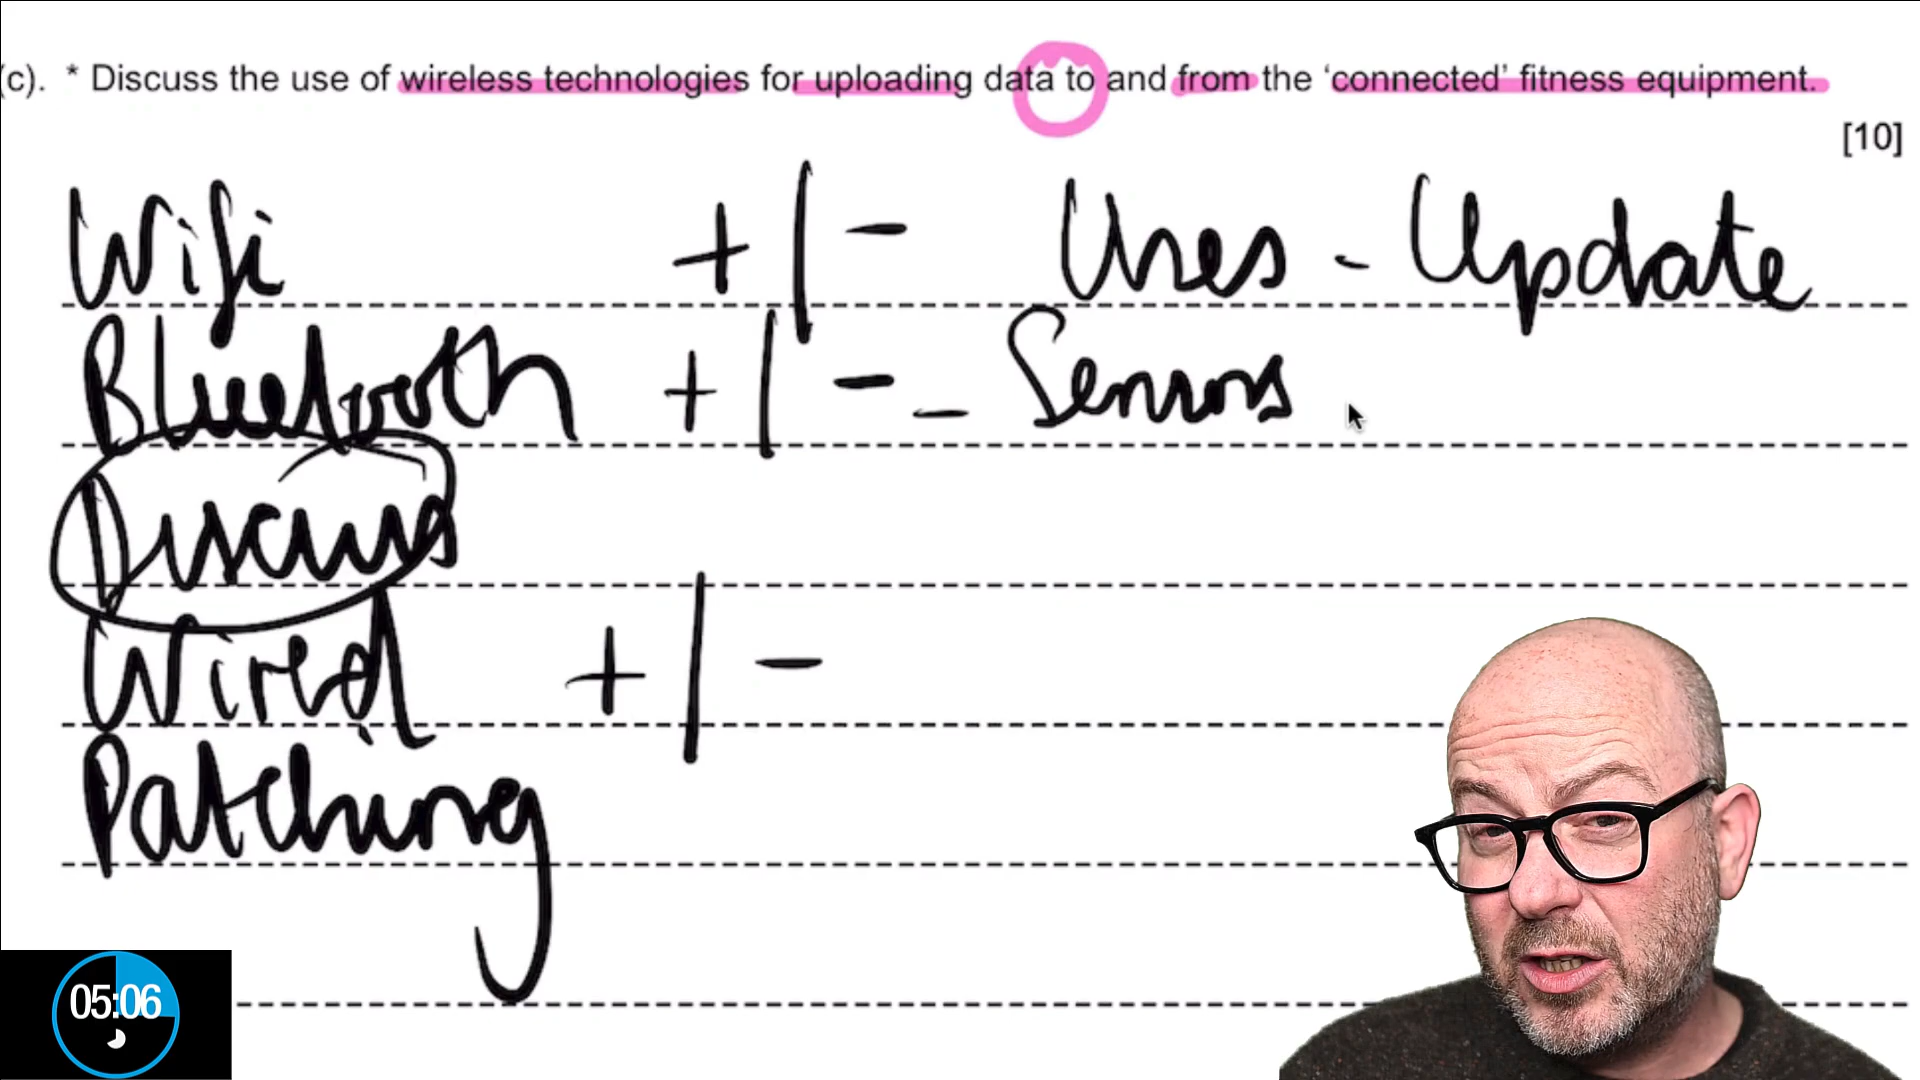 (c). * Discuss the use of wireless technologies for uploading data to and from the ‘connected’ fitness equipment.
[10]
Wifi + | - Uses - Update
Bluetooth + | - - Sensors
Discuss
Wired + | -
Patching
05:06